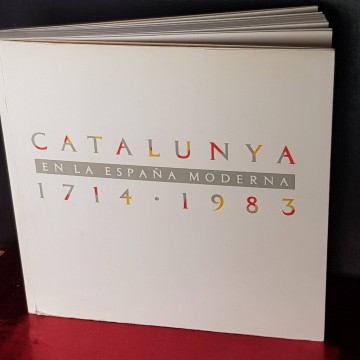 CATALUNYA
EN LA ESPAÑA MODERNA
1714 · 1983